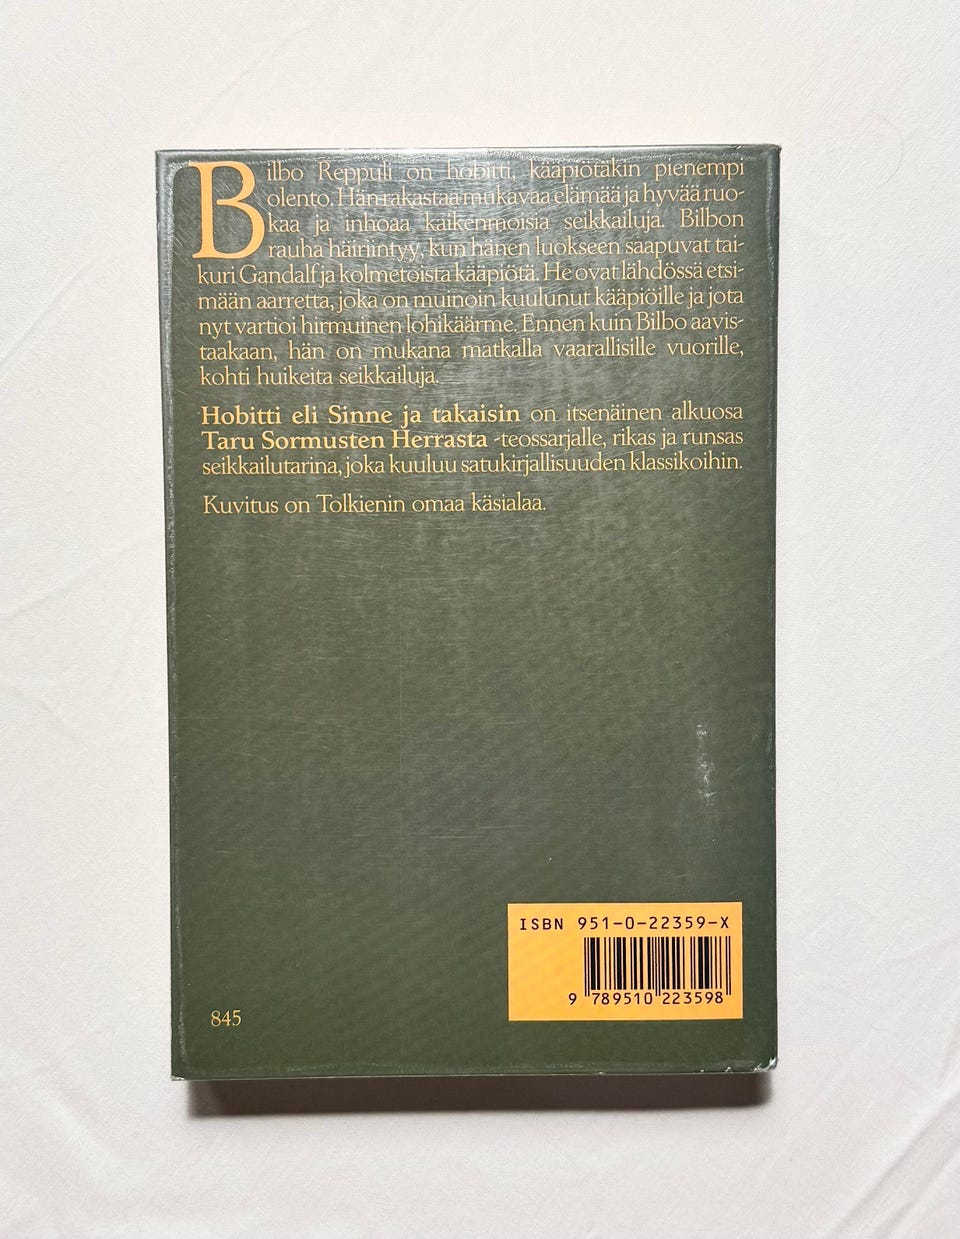 Bilbo Reppuli on hobitti, kääpiötäkin pienempi
olento. Hän rakastaa mukavaa elämää ja hyvää ruo-
kaa ja inhoaa kaikenmoisia seikkailuja. Bilbon
rauha häiriintyy, kun hänen luokseen saapuvat tai-
kuri Gandalf ja kolmetoista kääpiötä. He ovat lähdössä etsi-
mään aarretta, joka on muinoin kuulunut kääpiöille ja jota
nyt vartioi hirmuinen lohikäärme. Ennen kuin Bilbo aavis-
taakaan, hän on mukana matkalla vaarallisille vuorille,
kohti huikeita seikkailuja.
Hobitti eli Sinne ja takaisin on itsenäinen alkuosa
Taru Sormusten Herrasta -teossarjalle, rikas ja runsas
seikkailutarina, joka kuuluu satukirjallisuuden klassikoihin.
Kuvitus on Tolkienin omaa käsialaa.
ISBN 951-0-22359-X
9 789510 223598
845